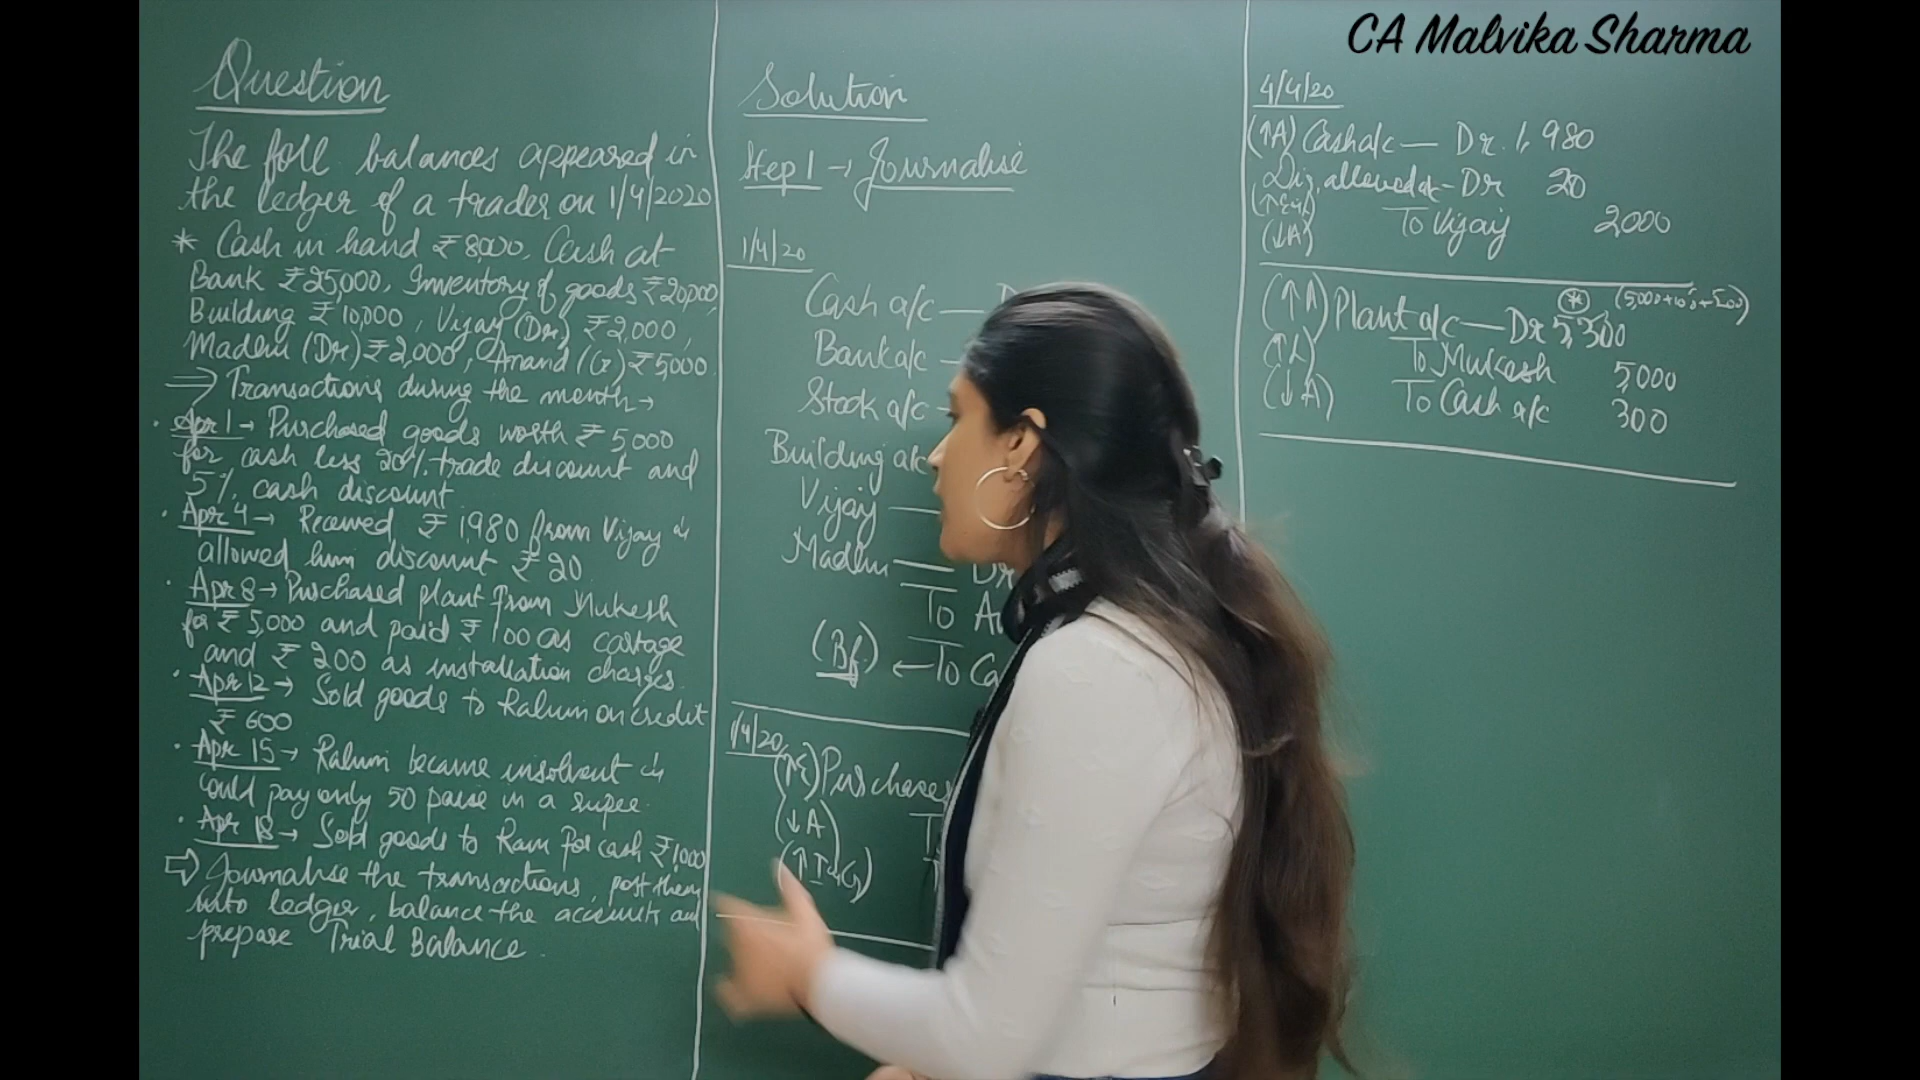 CA Malvika Sharma
Question
The foll balances appeared in
the ledger of a trader on 1/4/2020
* Cash in hand ₹ 8,000, Cash at
Bank ₹ 25,000, Inventory of goods ₹ 20,000,
Building ₹ 10,000, Vijay (Dr) ₹ 2,000,
Madhu (Dr) ₹ 2,000, Anand (Cr) ₹ 5,000.
⇒ Transactions during the month →
• Apr 1 → Purchased goods worth ₹ 5,000
for cash less 20% trade discount and
5% cash discount
• Apr 4 → Received ₹ 1,980 from Vijay &
allowed him discount ₹ 20
• Apr 8 → Purchased plant from Mukesh
for ₹ 5,000 and paid ₹ 100 as cartage
and ₹ 200 as installation charges.
• Apr 12 → Sold goods to Rahim on credit
₹ 600
• Apr 15 → Rahim became insolvent &
could pay only 50 paise in a rupee.
• Apr 18 → Sold goods to Ram for cash ₹ 1,000
⇒ Journalise the transactions, post them
into ledger, balance the accounts and
prepare Trial Balance.
Solution
Step 1 → Journalise
1/4/20
Cash a/c —
Bank a/c —
Stock a/c -
Building a/c
Vijay —
Madhu — Dr
To
(Bf) ← To Ca
1/4/20
(↑E) Purchases
(↓A)
(↑I & G)
4/4/20
(↑A) Cash a/c — Dr. 1,980
Dis. allowed a/c - Dr 20
(↑E&L) To Vijay 2000
(↓A)
(↑A) Plant a/c — Dr 5,300 * (5,000+100+200)
(↑L) To Mukesh 5,000
(↓A) To Cash a/c 300